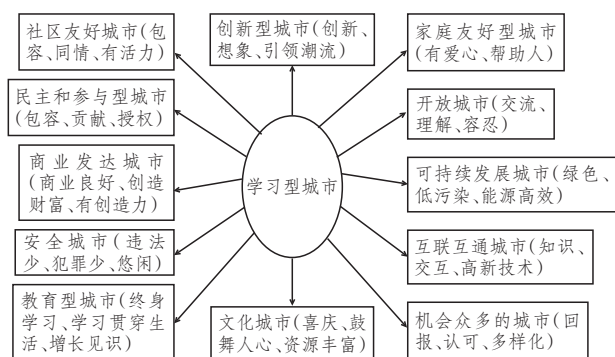 社区友好城市(包
容、同情、有活力)
创新型城市(创新、
想象、引领潮流)
家庭友好型城市
(有爱心、帮助人)
民主和参与型城市
(包容、贡献、授权)
开放城市(交流、
理解、容忍)
商业发达城市
(商业良好、创造
财富、有创造力)
学习型城市
可持续发展城市(绿色、
低污染、能源高效)
安全城市(违法
少、犯罪少、悠闲)
互联互通城市(知识、
交互、高新技术)
教育型城市(终身
学习、学习贯穿生
活、增长见识)
文化城市(喜庆、鼓
舞人心、资源丰富)
机会众多的城市(回
报、认可、多样化)